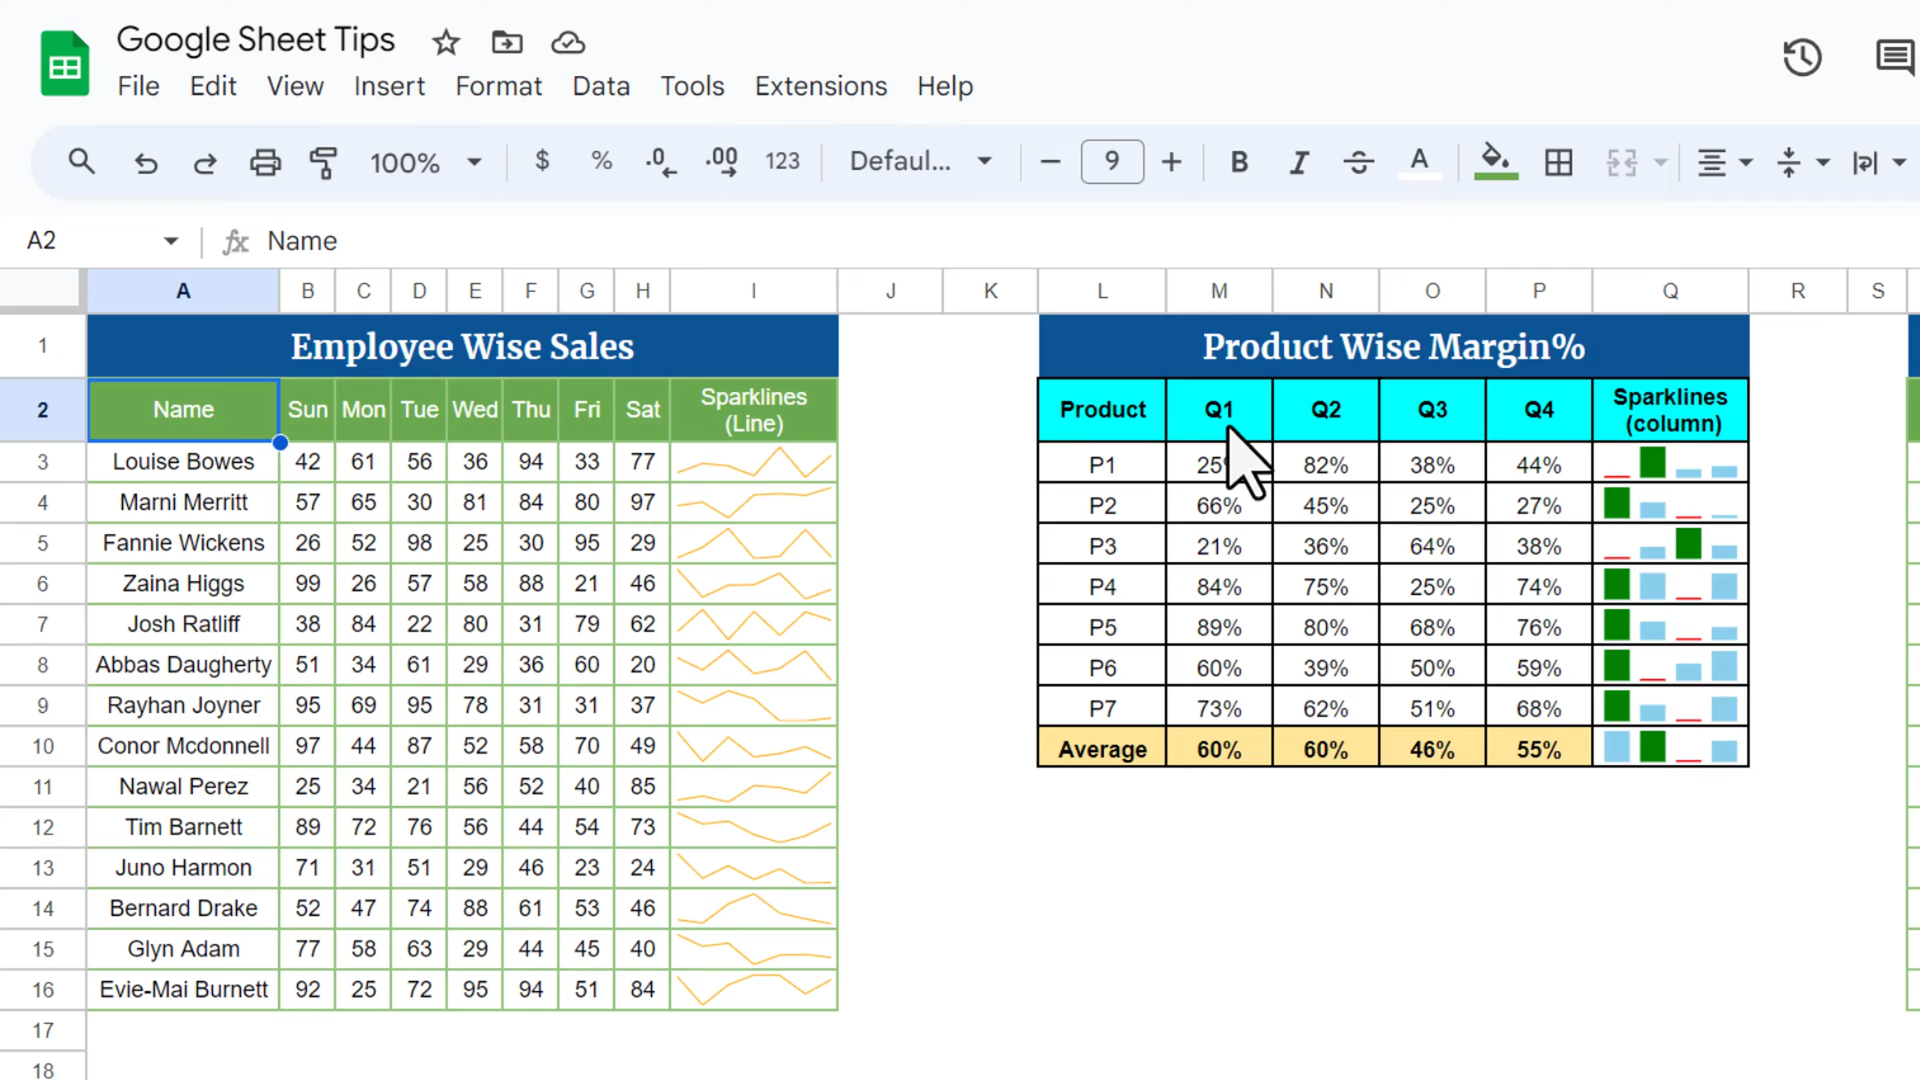 Google Sheet Tips
File Edit View Insert Format Data Tools Extensions Help
100% $ % .0 .00 123 Defaul... 9 B I A
A2 fx Name
A B C D E F G H I J K L M N O P Q R S
1 Employee Wise Sales Product Wise Margin%
2 Name Sun Mon Tue Wed Thu Fri Sat Sparklines (Line) Product Q1 Q2 Q3 Q4 Sparklines (column)
3 Louise Bowes 42 61 56 36 94 33 77 P1 82% 38% 44%
4 Marni Merritt 57 65 30 81 84 80 97 P2 66% 45% 25% 27%
5 Fannie Wickens 26 52 98 25 30 95 29 P3 21% 36% 64% 38%
6 Zaina Higgs 99 26 57 58 88 21 46 P4 84% 75% 25% 74%
7 Josh Ratliff 38 84 22 80 31 79 62 P5 89% 80% 68% 76%
8 Abbas Daugherty 51 34 61 29 36 60 20 P6 60% 39% 50% 59%
9 Rayhan Joyner 95 69 95 78 31 31 37 P7 73% 62% 51% 68%
10 Conor Mcdonnell 97 44 87 52 58 70 49 Average 60% 60% 46% 55%
11 Nawal Perez 25 34 21 56 52 40 85
12 Tim Barnett 89 72 76 56 44 54 73
13 Juno Harmon 71 31 51 29 46 23 24
14 Bernard Drake 52 47 74 88 61 53 46
15 Glyn Adam 77 58 63 29 44 45 40
16 Evie-Mai Burnett 92 25 72 95 94 51 84
17
18